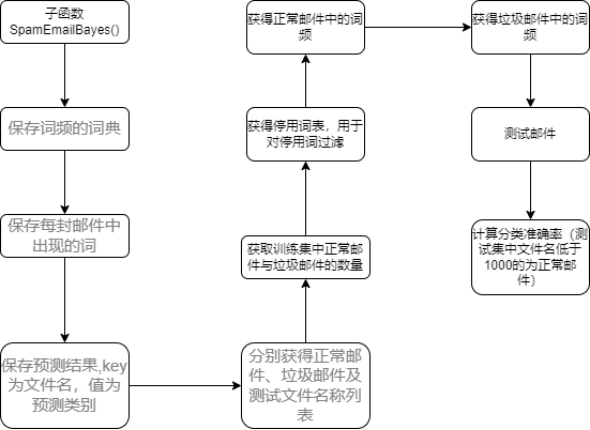 子函数
SpamEmailBayes()
保存词频的词典
保存每封邮件中
出现的词
保存预测结果,key
为文件名，值为
预测类别
分别获得正常邮
件、垃圾邮件及
测试文件名称列
表
获取训练集中正常邮
件与垃圾邮件的数量
获得停用词表，用于
对停用词过滤
获得正常邮件中的词
频
获得垃圾邮件中的词
频
测试邮件
计算分类准确率（测
试集中文件名低于
1000的为正常邮
件）